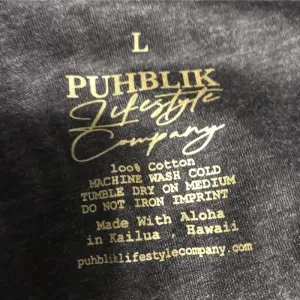 L
PUHBLIK
Lifestyle
Company
100% Cotton
MACHINE WASH COLD
TUMBLE DRY ON MEDIUM
DO NOT IRON IMPRINT
Made With Aloha
in Kailua , Hawaii
puhbliklifestylecompany.com